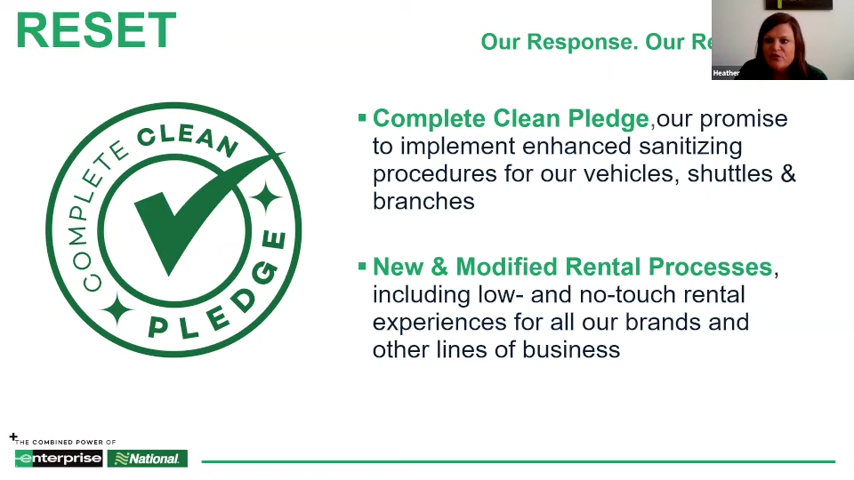 RESET
Our Response. Our
Heather
COMPLETE CLEAN
PLEDGE
▪ Complete Clean Pledge,our promise
to implement enhanced sanitizing
procedures for our vehicles, shuttles &
branches
▪ New & Modified Rental Processes,
including low- and no-touch rental
experiences for all our brands and
other lines of business
THE COMBINED POWER OF
enterprise National.